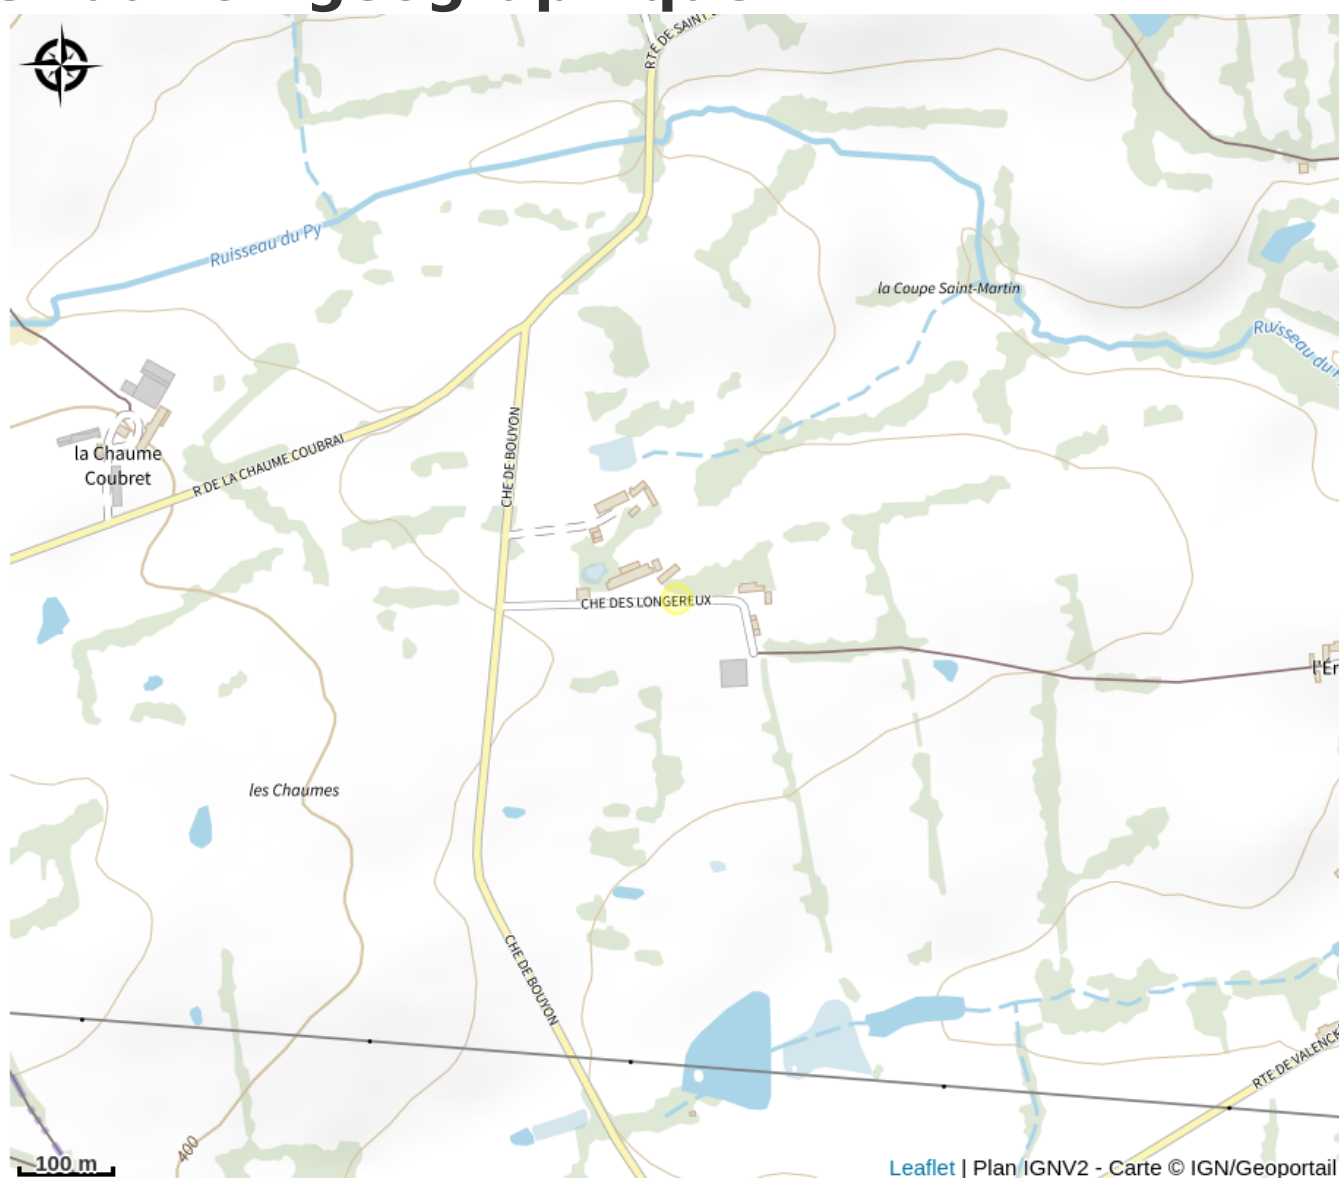 RTE DE SAINT
Ruisseau du Py
la Coupe Saint-Martin
Ruisseau du
la Chaume
Coubret
R DE LA CHAUME COUBRAI
CHE DE BOUYON
CHE DES LONGEREUX
les Chaumes
CHE DE BOUYON
RTE DE VALENCK
400
100 m
Leaflet | Plan IGNV2 - Carte © IGN/Geoportail